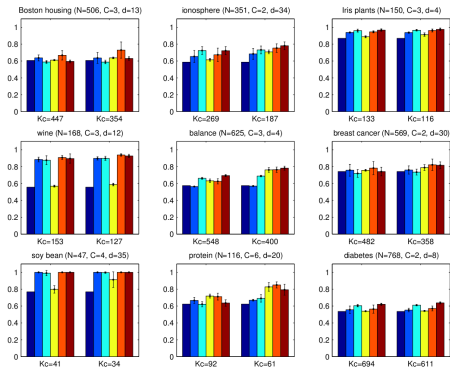 Boston housing (N=506, C=3, d=13)
ionosphere (N=351, C=2, d=34)
Iris plants (N=150, C=3, d=4)
1
0.8
0.6
0.4
0.2
0
Kc=447
Kc=354
1
0.8
0.6
0.4
0.2
0
Kc=269
Kc=187
1
0.8
0.6
0.4
0.2
0
Kc=133
Kc=116
wine (N=168, C=3, d=12)
balance (N=625, C=3, d=4)
breast cancer (N=569, C=2, d=30)
1
0.8
0.6
0.4
0.2
0
Kc=153
Kc=127
1
0.8
0.6
0.4
0.2
0
Kc=548
Kc=400
1
0.8
0.6
0.4
0.2
0
Kc=482
Kc=358
soy bean (N=47, C=4, d=35)
protein (N=116, C=6, d=20)
diabetes (N=768, C=2, d=8)
1
0.8
0.6
0.4
0.2
0
Kc=41
Kc=34
1
0.8
0.6
0.4
0.2
0
Kc=92
Kc=61
1
0.8
0.6
0.4
0.2
0
Kc=694
Kc=611